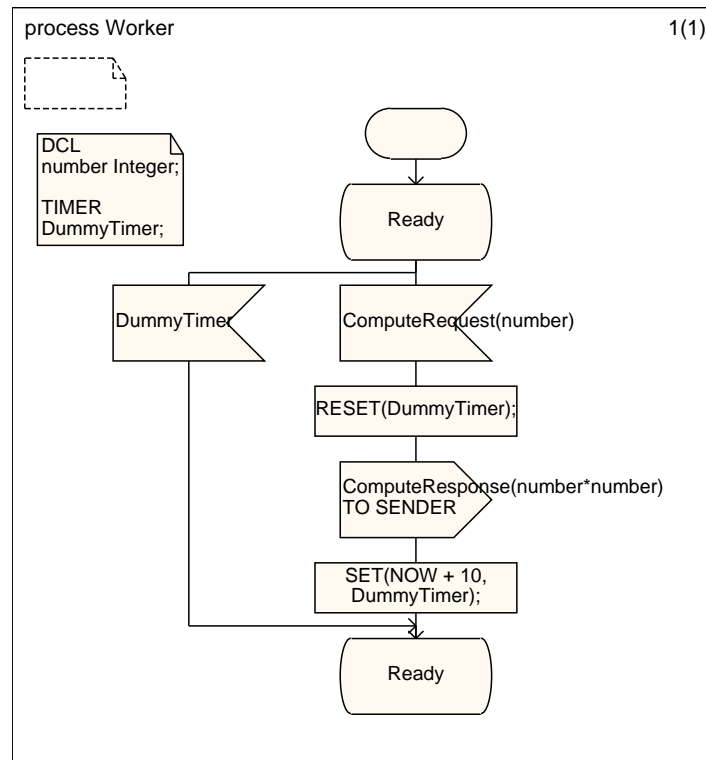 process Worker
1(1)
DCL
number Integer;
TIMER
DummyTimer;
Ready
DummyTimer
ComputeRequest(number)
RESET(DummyTimer);
ComputeResponse(number*number)
TO SENDER
SET(NOW + 10,
DummyTimer);
Ready